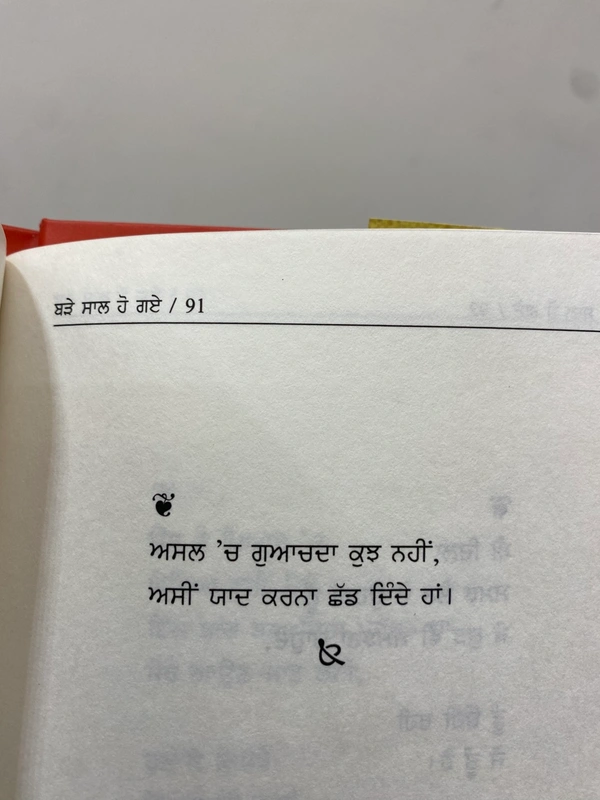 ਬੜੇ ਸਾਲ ਹੋ ਗਏ / 91
ਅਸਲ ’ਚ ਗੁਆਚਦਾ ਕੁਝ ਨਹੀਂ,
ਅਸੀਂ ਯਾਦ ਕਰਨਾ ਛੱਡ ਦਿੰਦੇ ਹਾਂ।